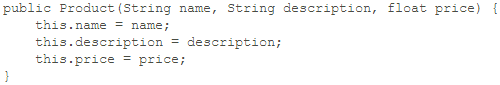 public Product(String name, String description, float price) {
    this.name = name;
    this.description = description;
    this.price = price;
}